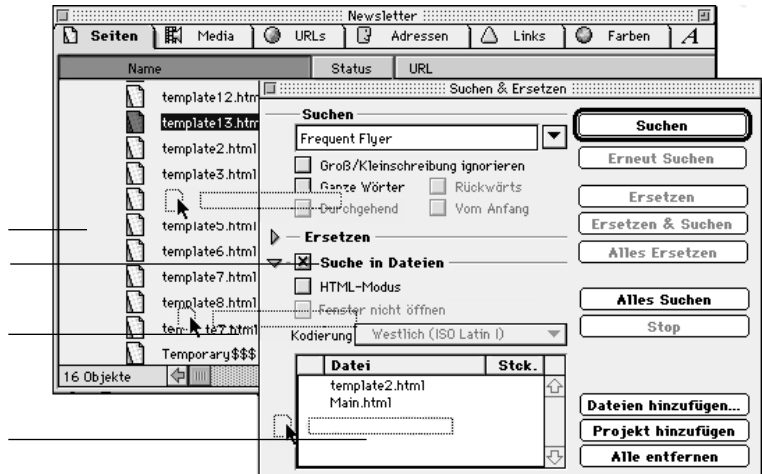 Newsletter
Seiten Media URLs Adressen Links Farben A
Name Status URL
template12.htm
template13.htm
template2.html
template3.html
template5.html
template6.html
template7.html
template8.html
Temporary$$$
16 Objekte
Suchen & Ersetzen
Suchen
Frequent Flyer
Groß/Kleinschreibung ignorieren
Ganze Wörter Rückwärts
Durchgehend Vom Anfang
Ersetzen
Suche in Dateien
HTML-Modus
Fenster nicht öffnen
Kodierung Westlich (ISO Latin 1)
Datei Stck.
template2.html
Main.html
Suchen
Erneut Suchen
Ersetzen
Ersetzen & Suchen
Alles Ersetzen
Alles Suchen
Stop
Dateien hinzufügen...
Projekt hinzufügen
Alle entfernen